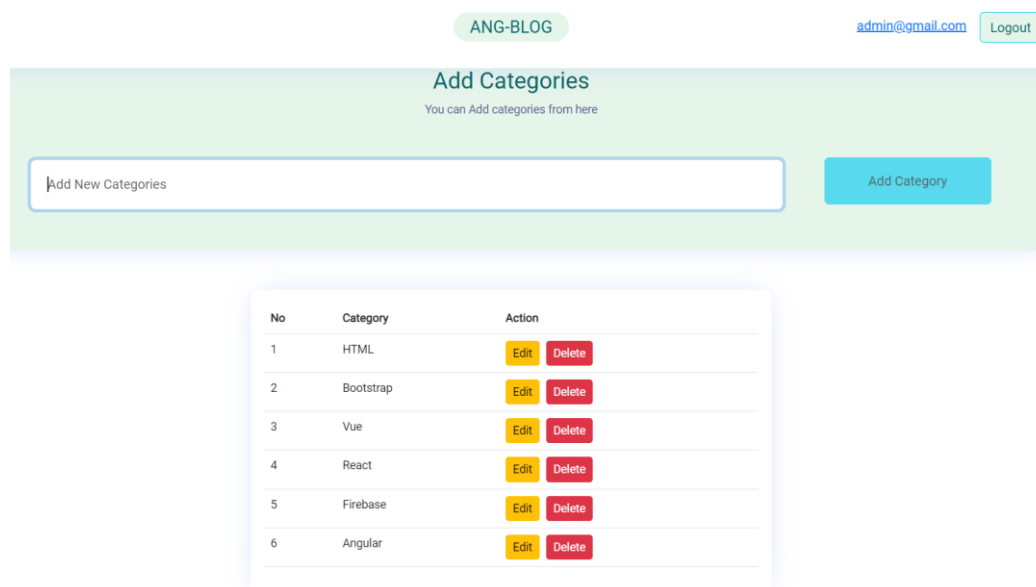 ANG-BLOG admin@gmail.com Logout
Add Categories
You can Add categories from here
Add New Categories Add Category
No Category Action
1 HTML Edit Delete
2 Bootstrap Edit Delete
3 Vue Edit Delete
4 React Edit Delete
5 Firebase Edit Delete
6 Angular Edit Delete